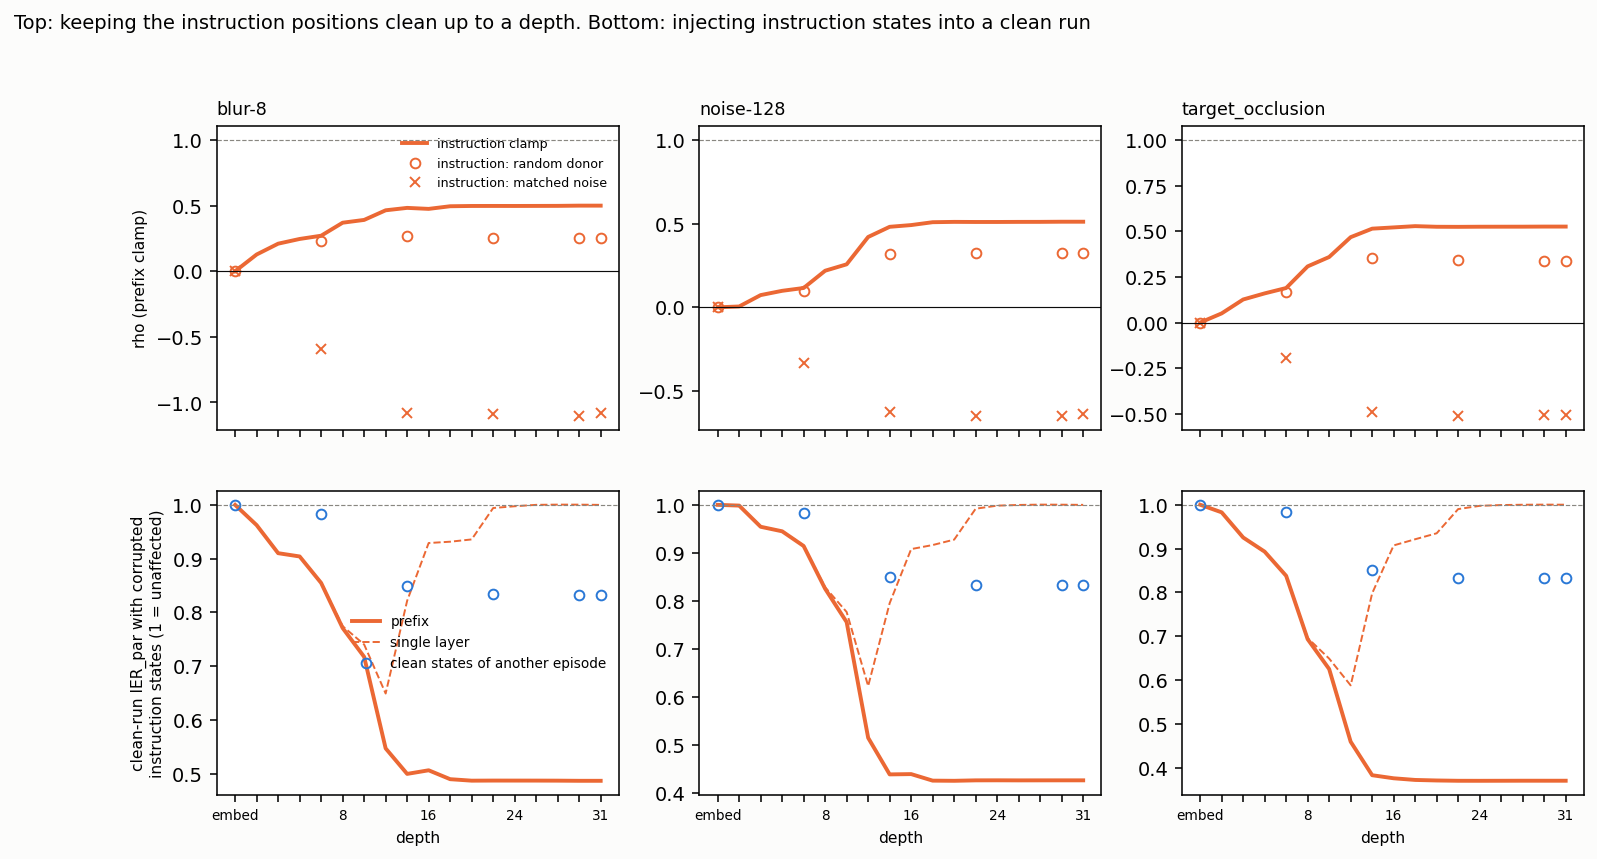 Top: keeping the instruction positions clean up to a depth. Bottom: injecting instruction states into a clean run
blur-8
noise-128
target_occlusion
rho (prefix clamp)
1.0
0.5
0.0
−0.5
−1.0
instruction clamp
instruction: random donor
instruction: matched noise
1.0
0.5
0.0
−0.5
1.00
0.75
0.50
0.25
0.00
−0.25
−0.50
clean-run IER_par with corrupted
instruction states (1 = unaffected)
1.0
0.9
0.8
0.7
0.6
0.5
prefix
single layer
clean states of another episode
embed
8
16
24
31
depth
1.0
0.9
0.8
0.7
0.6
0.5
0.4
embed
8
16
24
31
depth
1.0
0.9
0.8
0.7
0.6
0.5
0.4
embed
8
16
24
31
depth